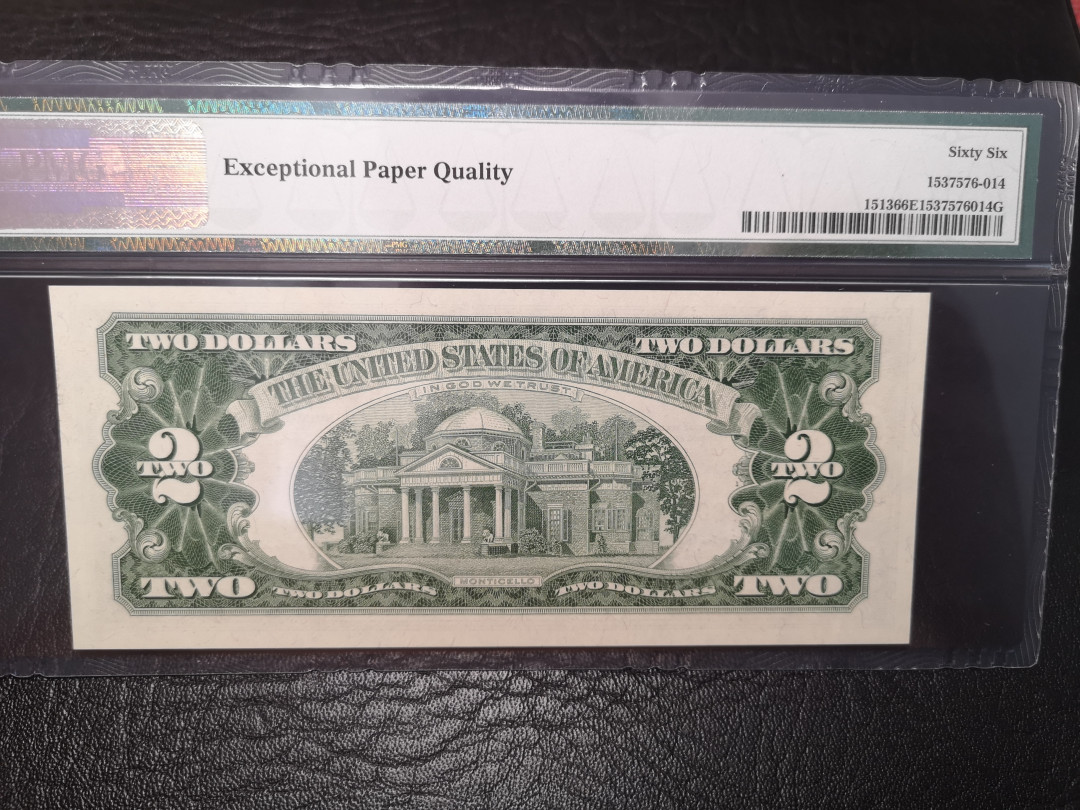 PMG
Exceptional Paper Quality
Sixty Six
1537576-014
151366E1537576014G
TWO DOLLARS
TWO DOLLARS
THE UNITED STATES OF AMERICA
IN GOD WE TRUST
2
TWO
2
TWO
MONTICELLO
TWO
TWO DOLLARS
TWO DOLLARS
TWO